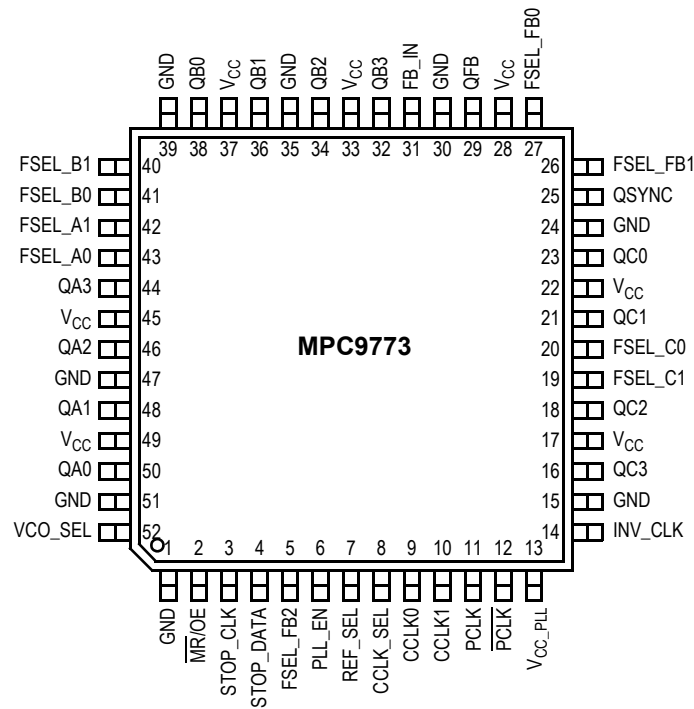 GND QB0 VCC QB1 GND QB2 VCC QB3 FB_IN GND QFB VCC FSEL_FB0
39 38 37 36 35 34 33 32 31 30 29 28 27
FSEL_B1 40 26 FSEL_FB1
FSEL_B0 41 25 QSYNC
FSEL_A1 42 24 GND
FSEL_A0 43 23 QC0
QA3 44 22 VCC
VCC 45 21 QC1
QA2 46 MPC9773 20 FSEL_C0
GND 47 19 FSEL_C1
QA1 48 18 QC2
VCC 49 17 VCC
QA0 50 16 QC3
GND 51 15 GND
VCO_SEL 52 14 INV_CLK
1 2 3 4 5 6 7 8 9 10 11 12 13
GND MR/OE STOP_CLK STOP_DATA FSEL_FB2 PLL_EN REF_SEL CCLK_SEL CCLK0 CCLK1 PCLK PCLK VCC_PLL